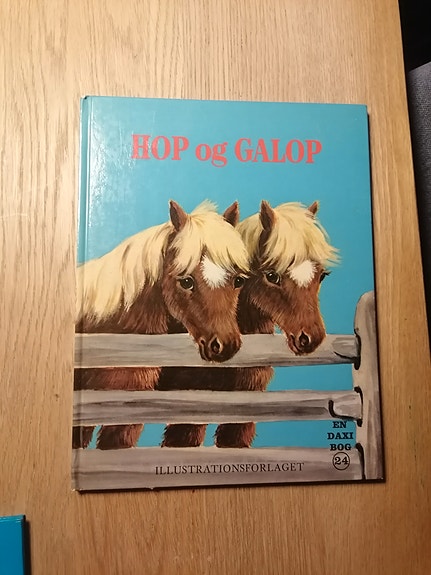 HOP og GALOP
EN
DAXI
BOG
24
ILLUSTRATIONSFORLAGET